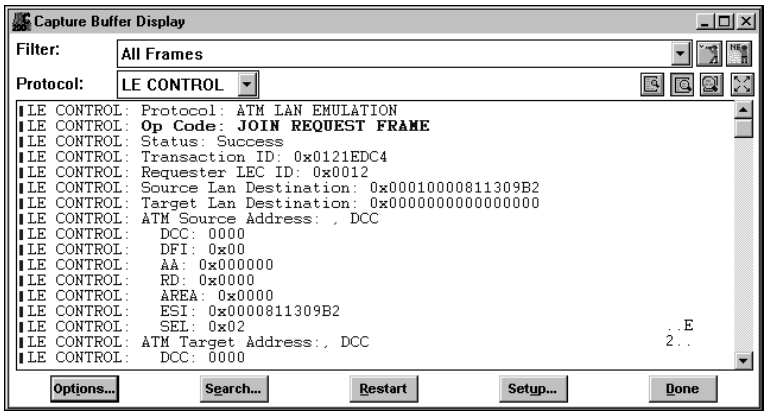 Capture Buffer Display
Filter: All Frames
Protocol: LE CONTROL
LE CONTROL: Protocol: ATM LAN EMULATION
LE CONTROL: Op Code: JOIN REQUEST FRAME
LE CONTROL: Status: Success
LE CONTROL: Transaction ID: 0x0121EDC4
LE CONTROL: Requester LEC ID: 0x0012
LE CONTROL: Source Lan Destination: 0x00010000811309B2
LE CONTROL: Target Lan Destination: 0x0000000000000000
LE CONTROL: ATM Source Address: , DCC
LE CONTROL: DCC: 0000
LE CONTROL: DFI: 0x00
LE CONTROL: AA: 0x000000
LE CONTROL: RD: 0x0000
LE CONTROL: AREA: 0x0000
LE CONTROL: ESI: 0x0000811309B2
LE CONTROL: SEL: 0x02 ..E
LE CONTROL: ATM Target Address:, DCC 2..
LE CONTROL: DCC: 0000
Options... Search... Restart Setup... Done